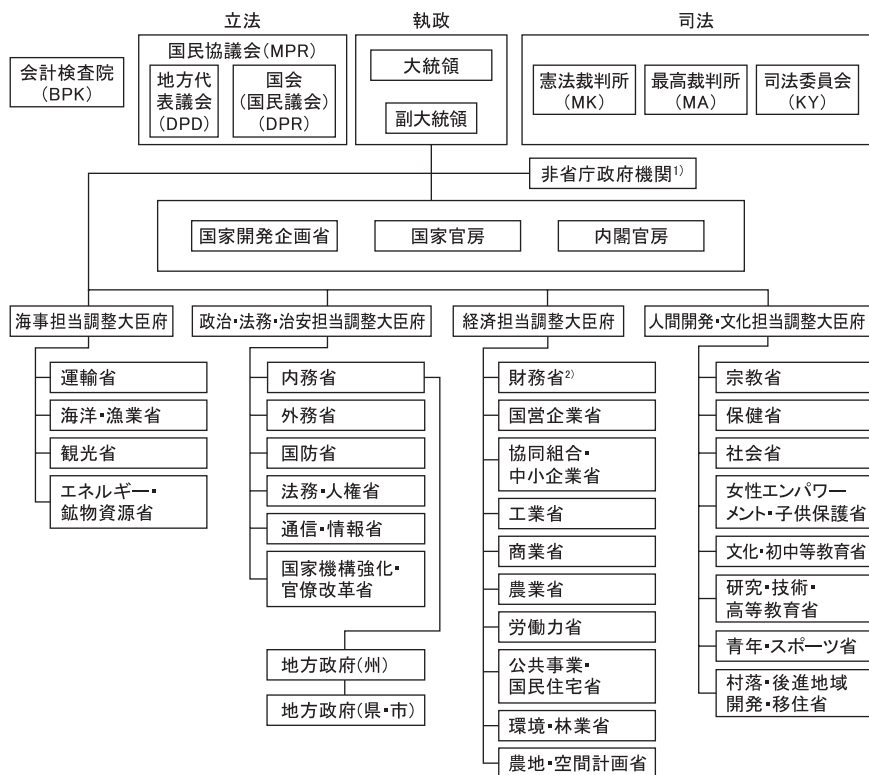 立法
執政
司法
会計検査院
(BPK)
国民協議会(MPR)
地方代
表議会
(DPD)
国会
(国民議会)
(DPR)
大統領
副大統領
憲法裁判所
(MK)
最高裁判所
(MA)
司法委員会
(KY)
非省庁政府機関1)
国家開発企画省
国家官房
内閣官房
海事担当調整大臣府
政治・法務・治安担当調整大臣府
経済担当調整大臣府
人間開発・文化担当調整大臣府
運輸省
海洋・漁業省
観光省
エネルギー・
鉱物資源省
内務省
外務省
国防省
法務・人権省
通信・情報省
国家機構強化・
官僚改革省
地方政府(州)
地方政府(県・市)
財務省2)
国営企業省
協同組合・
中小企業省
工業省
商業省
農業省
労働力省
公共事業・
国民住宅省
環境・林業省
農地・空間計画省
宗教省
保健省
社会省
女性エンパワー
メント・子供保護省
文化・初中等教育省
研究・技術・
高等教育省
青年・スポーツ省
村落・後進地域
開発・移住省